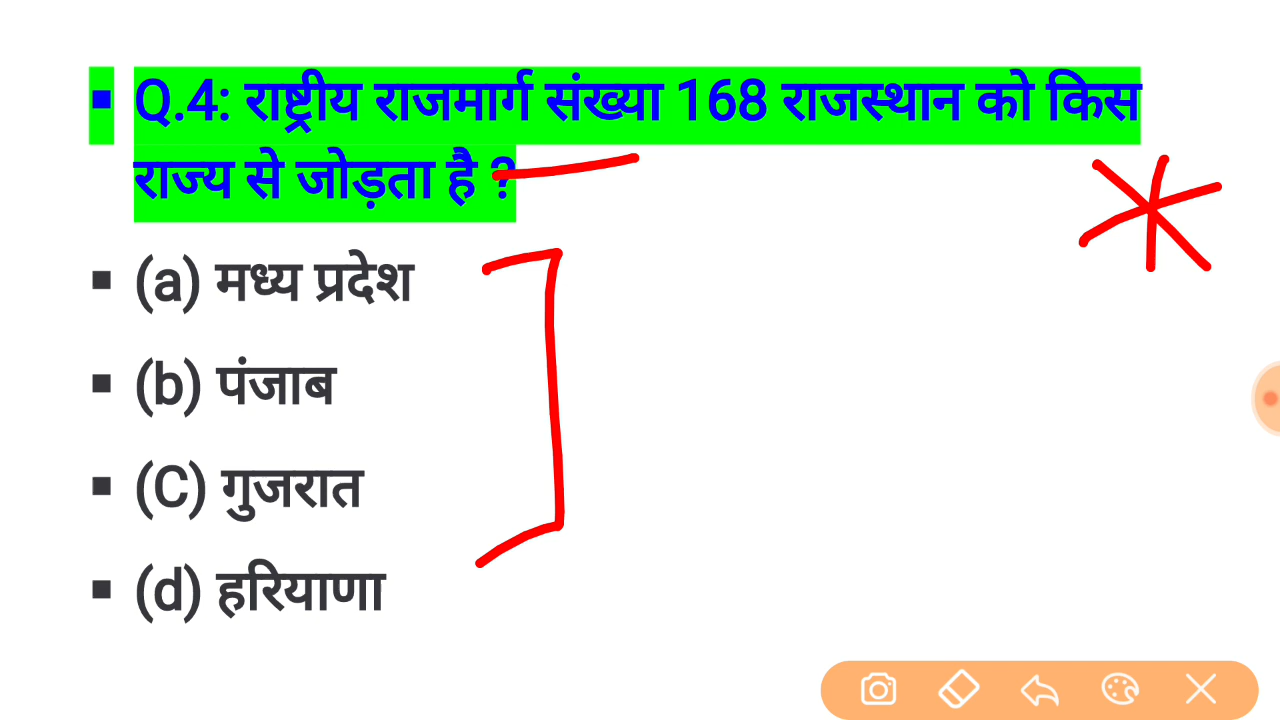 ▪ Q.4: राष्ट्रीय राजमार्ग संख्या 168 राजस्थान को किस
राज्य से जोड़ता है ?
▪ (a) मध्य प्रदेश
▪ (b) पंजाब
▪ (C) गुजरात
▪ (d) हरियाणा